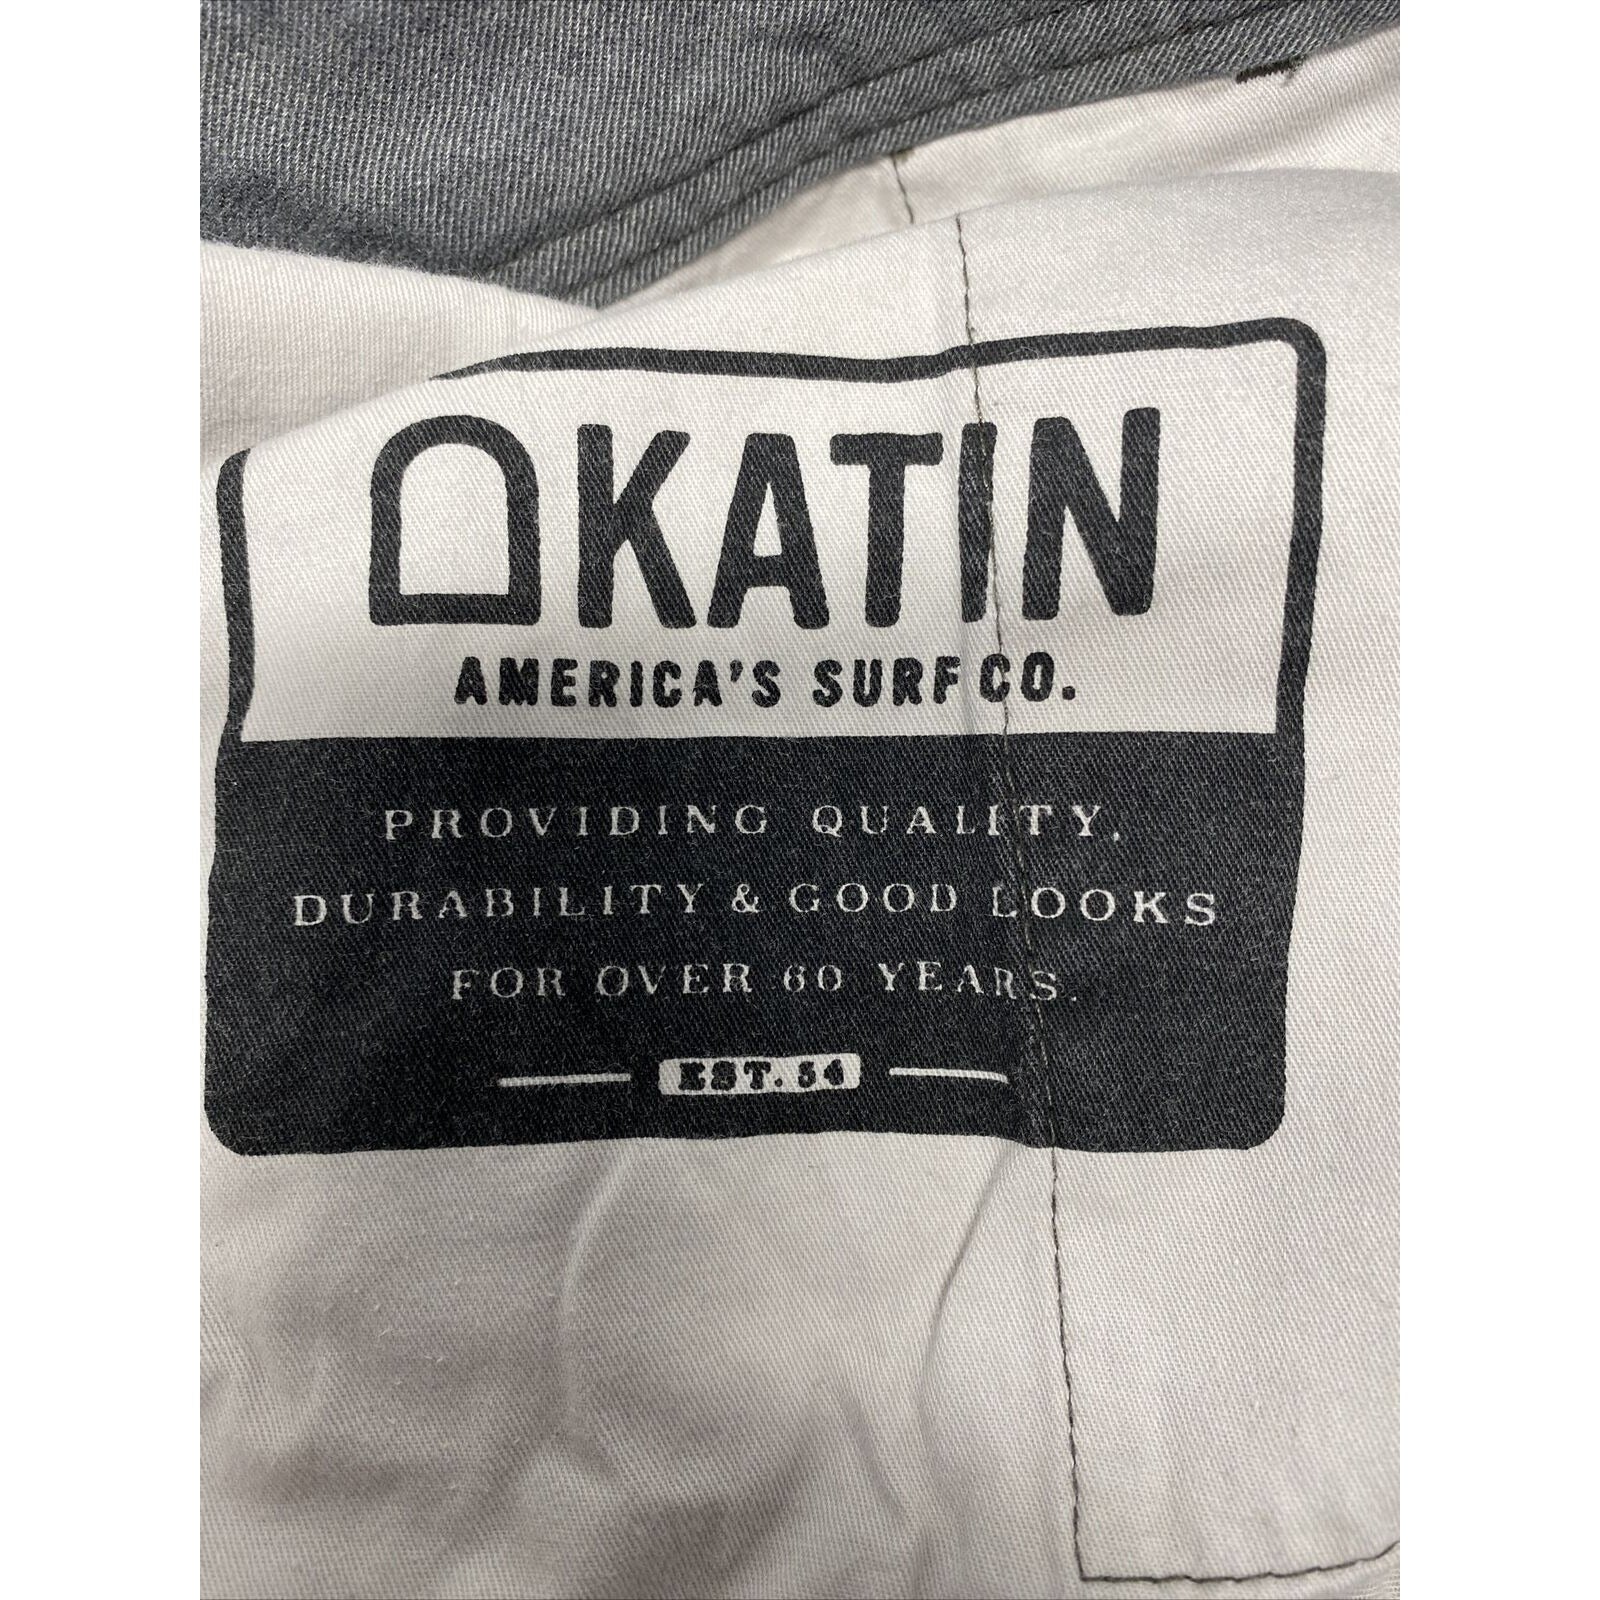 KATIN
AMERICA'S SURF CO.
PROVIDING QUALITY,
DURABILITY & GOOD LOOKS
FOR OVER 60 YEARS.
EST. 54